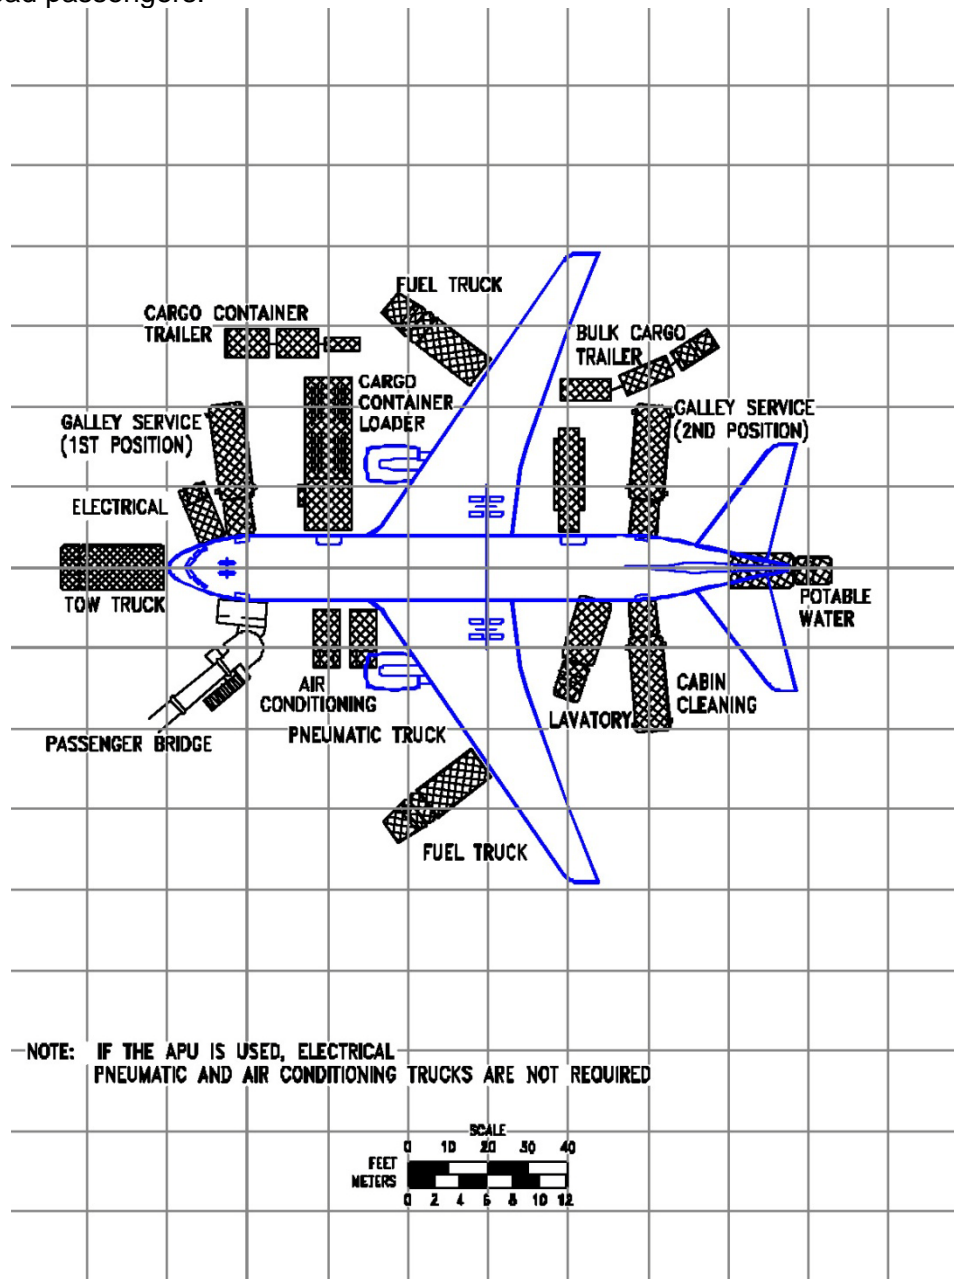 FUEL TRUCK
CARGO CONTAINER
TRAILER
BULK CARGO
TRAILER
CARGO
CONTAINER
LOADER
GALLEY SERVICE
(1ST POSITION)
GALLEY SERVICE
(2ND POSITION)
ELECTRICAL
TOW TRUCK
POTABLE
WATER
AIR
CONDITIONING
CABIN
CLEANING
LAVATORY
PNEUMATIC TRUCK
PASSENGER BRIDGE
FUEL TRUCK
NOTE: IF THE APU IS USED, ELECTRICAL
PNEUMATIC AND AIR CONDITIONING TRUCKS ARE NOT REQUIRED
SCALE
0 10 20 30 40
FEET
METERS
0 2 4 6 8 10 12